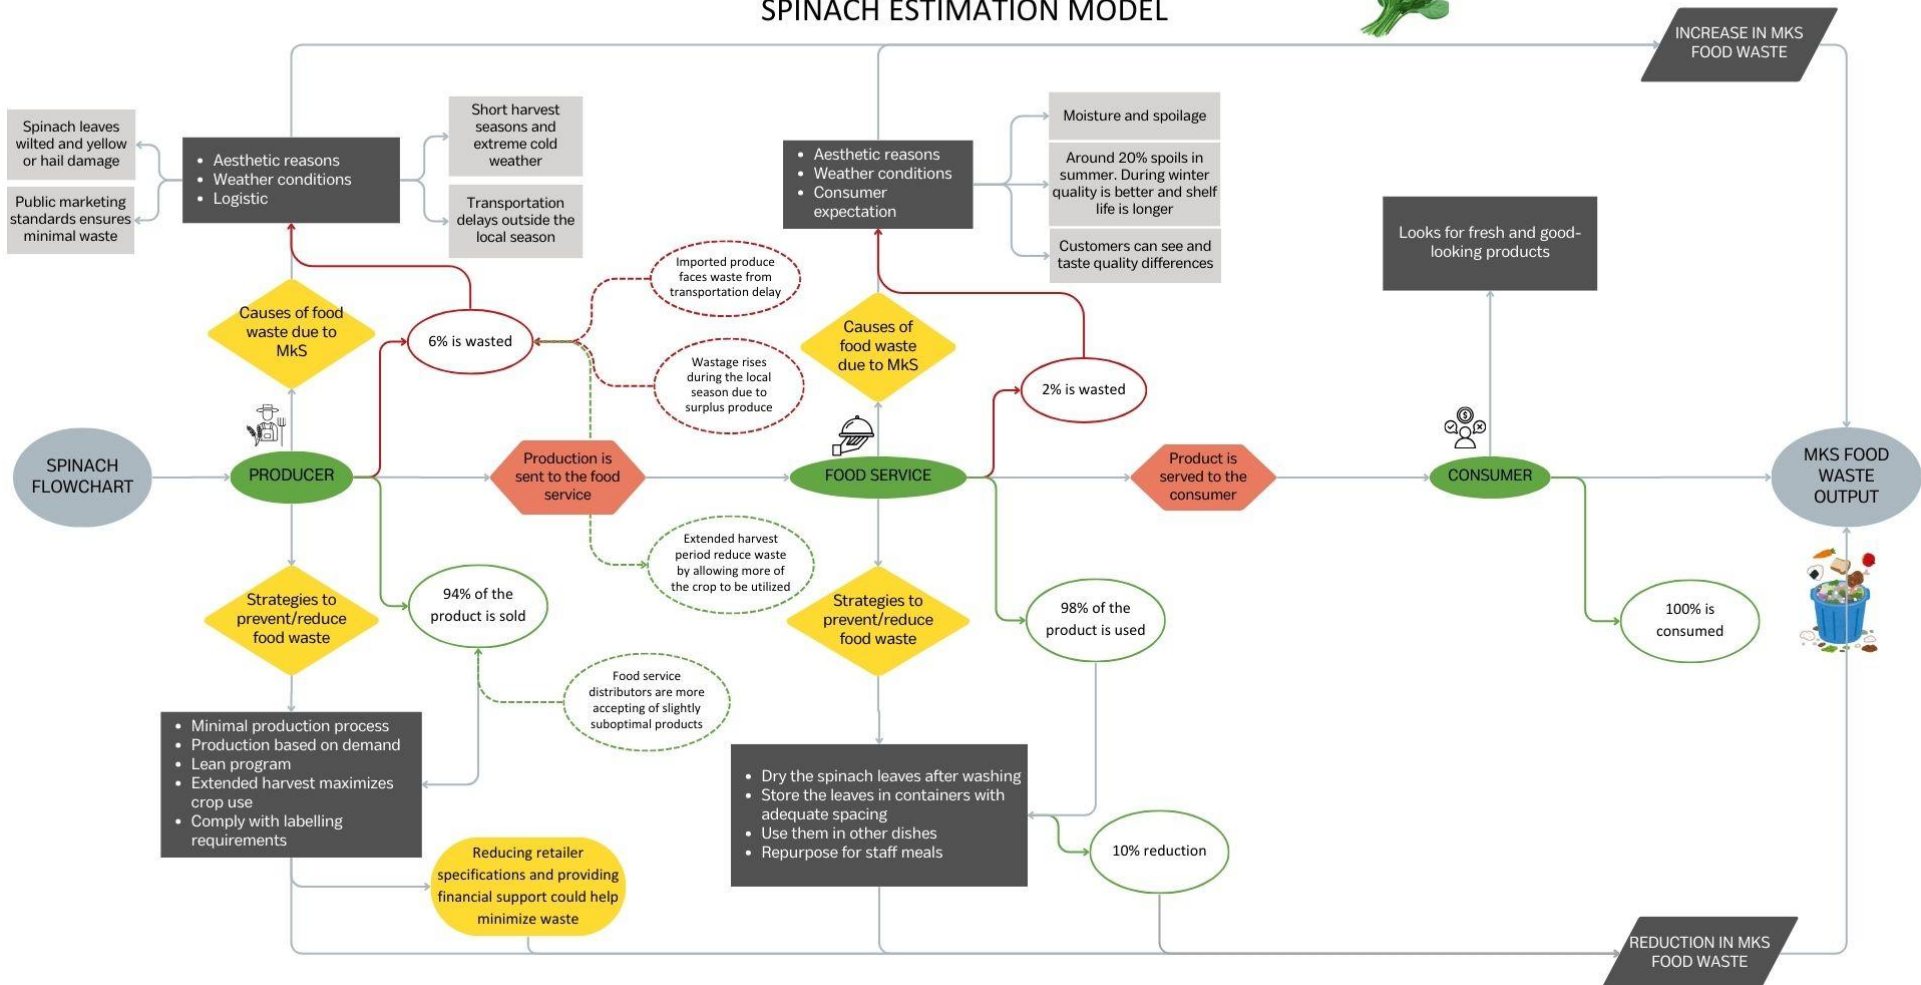 SPINACH ESTIMATION MODEL
INCREASE IN MKS
FOOD WASTE
Spinach leaves
wilted and yellow
or hail damage
Public marketing
standards ensures
minimal waste
• Aesthetic reasons
• Weather conditions
• Logistic
Short harvest
seasons and
extreme cold
weather
Transportation
delays outside the
local season
• Aesthetic reasons
• Weather conditions
• Consumer
expectation
Moisture and spoilage
Around 20% spoils in
summer. During winter
quality is better and shelf
life is longer
Customers can see and
taste quality differences
Looks for fresh and good-
looking products
Causes of food
waste due to
MkS
6% is wasted
Imported produce
faces waste from
transportation delay
Wastage rises
during the local
season due to
surplus produce
Causes of
food waste
due to MkS
2% is wasted
SPINACH
FLOWCHART
PRODUCER
Production is
sent to the food
service
FOOD SERVICE
Product is
served to the
consumer
CONSUMER
MKS FOOD
WASTE
OUTPUT
Strategies to
prevent/reduce
food waste
94% of the
product is sold
Extended harvest
period reduce waste
by allowing more of
the crop to be utilized
Strategies to
prevent/reduce
food waste
98% of the
product is used
100% is
consumed
Food service
distributors are more
accepting of slightly
suboptimal products
• Minimal production process
• Production based on demand
• Lean program
• Extended harvest maximizes
crop use
• Comply with labelling
requirements
• Dry the spinach leaves after washing
• Store the leaves in containers with
adequate spacing
• Use them in other dishes
• Repurpose for staff meals
10% reduction
Reducing retailer
specifications and providing
financial support could help
minimize waste
REDUCTION IN MKS
FOOD WASTE